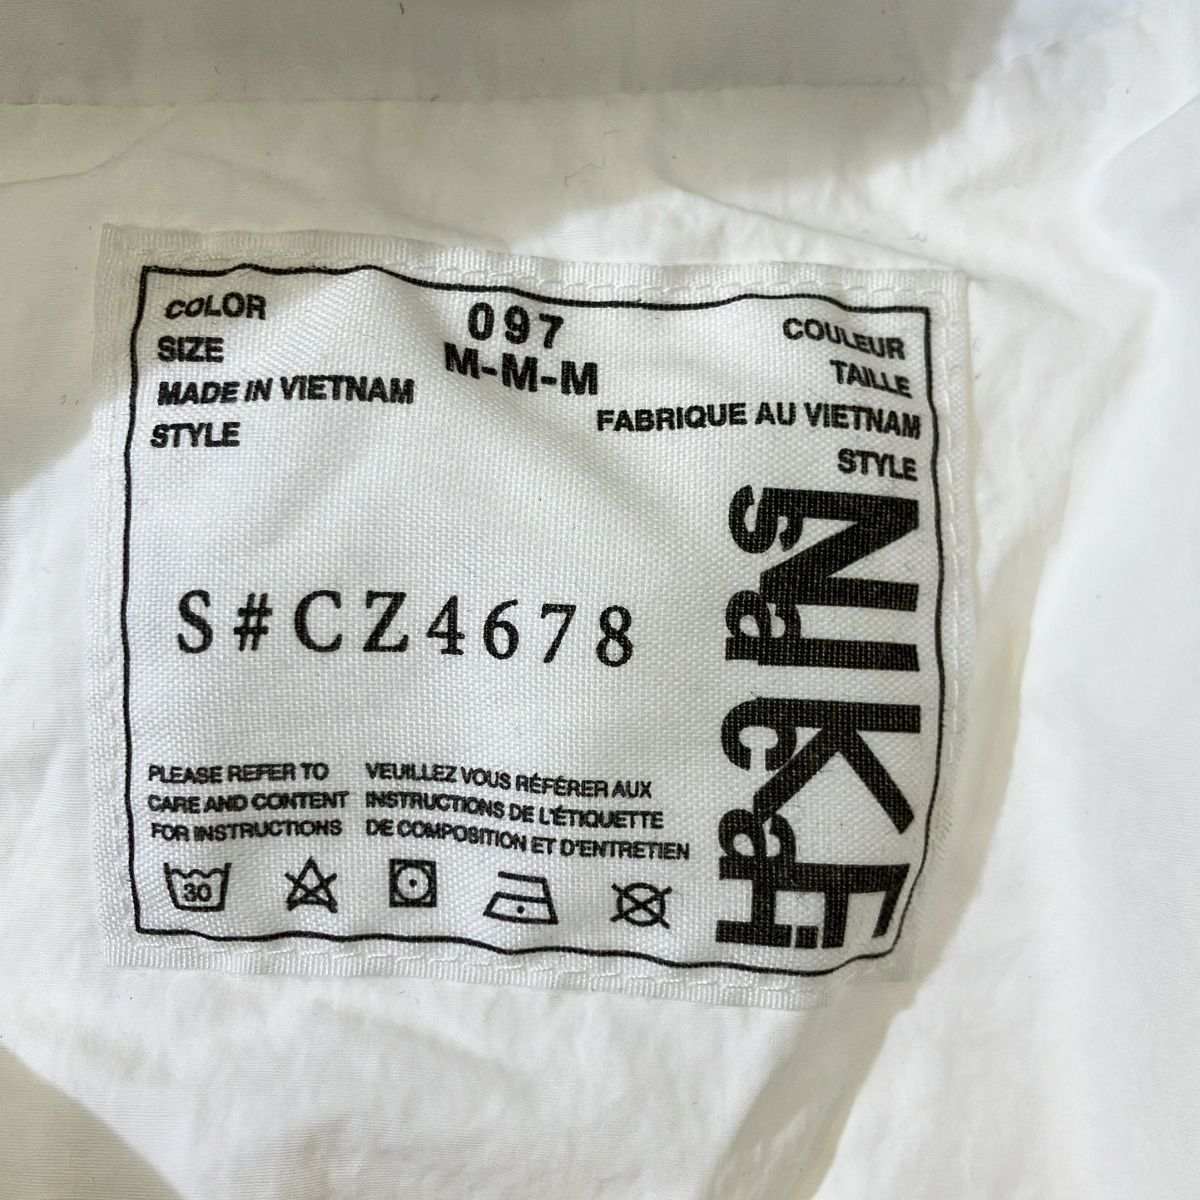 COLOR 097 COULEUR
SIZE M-M-M TAILLE
MADE IN VIETNAM FABRIQUE AU VIETNAM
STYLE STYLE
S#CZ4678
NIKE
sacai
PLEASE REFER TO
CARE AND CONTENT
FOR INSTRUCTIONS
VEUILLEZ VOUS RÉFÉRER AUX
INSTRUCTIONS DE L'ÉTIQUETTE
DE COMPOSITION ET D'ENTRETIEN
30